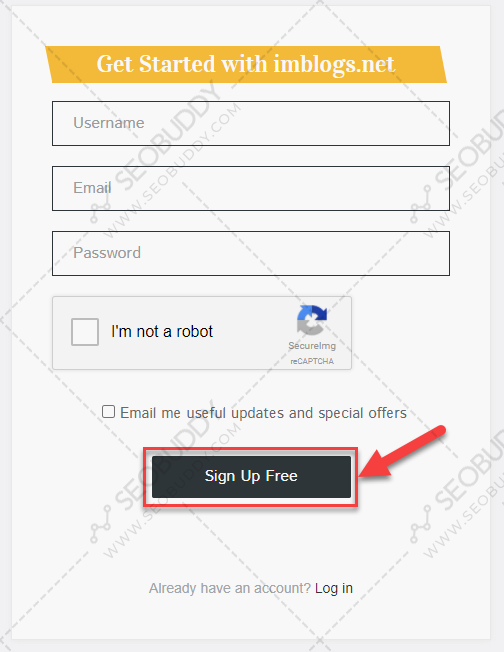 Get Started with imblogs.net
Username
SEOBUDDY
WWW.SEOBUDDY.COM
SEOBUDDY
WWW.SEOBUDDY.COM
Email
Password
I'm not a robot
SecureImg
reCAPTCHA
Email me useful updates and special offers
SEOBUDDY
WWW.SEOBUDDY.COM
SEOBUDDY
WWW.SEOBUDDY.COM
Sign Up Free
Already have an account? Log in